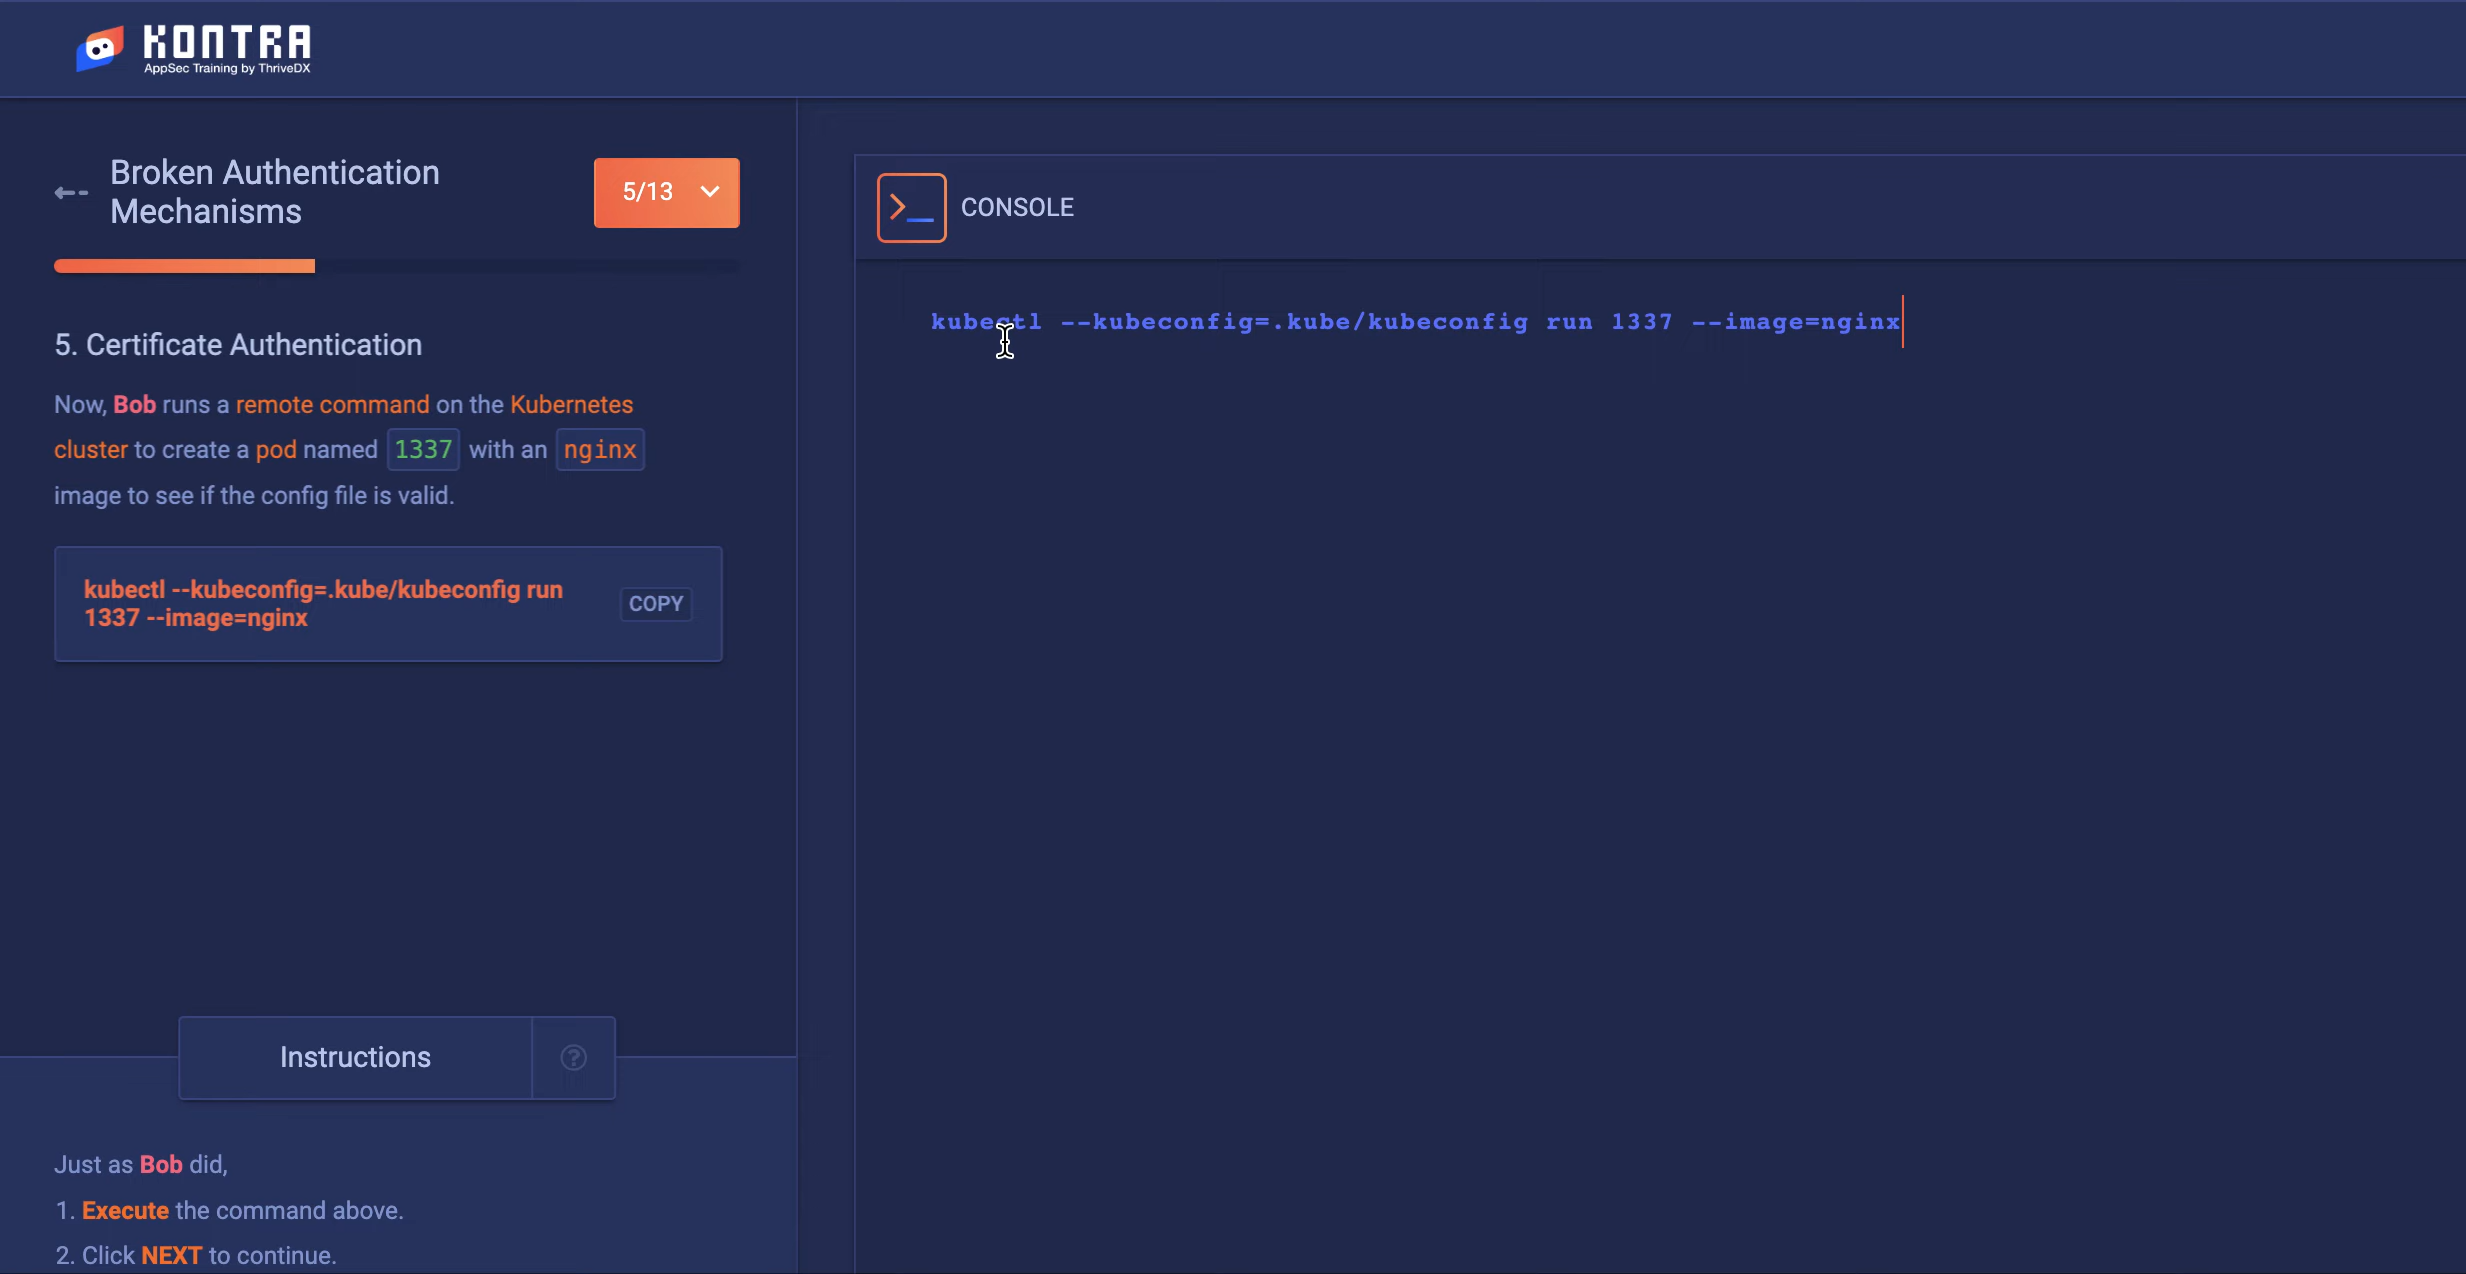 KONTRA
AppSec Training by ThriveDX
Broken Authentication
Mechanisms
5/13
5. Certificate Authentication
Now, Bob runs a remote command on the Kubernetes
cluster to create a pod named 1337 with an nginx
image to see if the config file is valid.
kubectl --kubeconfig=.kube/kubeconfig run
1337 --image=nginx
COPY
Instructions
?
Just as Bob did,
1. Execute the command above.
2. Click NEXT to continue.
CONSOLE
kubectl --kubeconfig=.kube/kubeconfig run 1337 --image=nginx